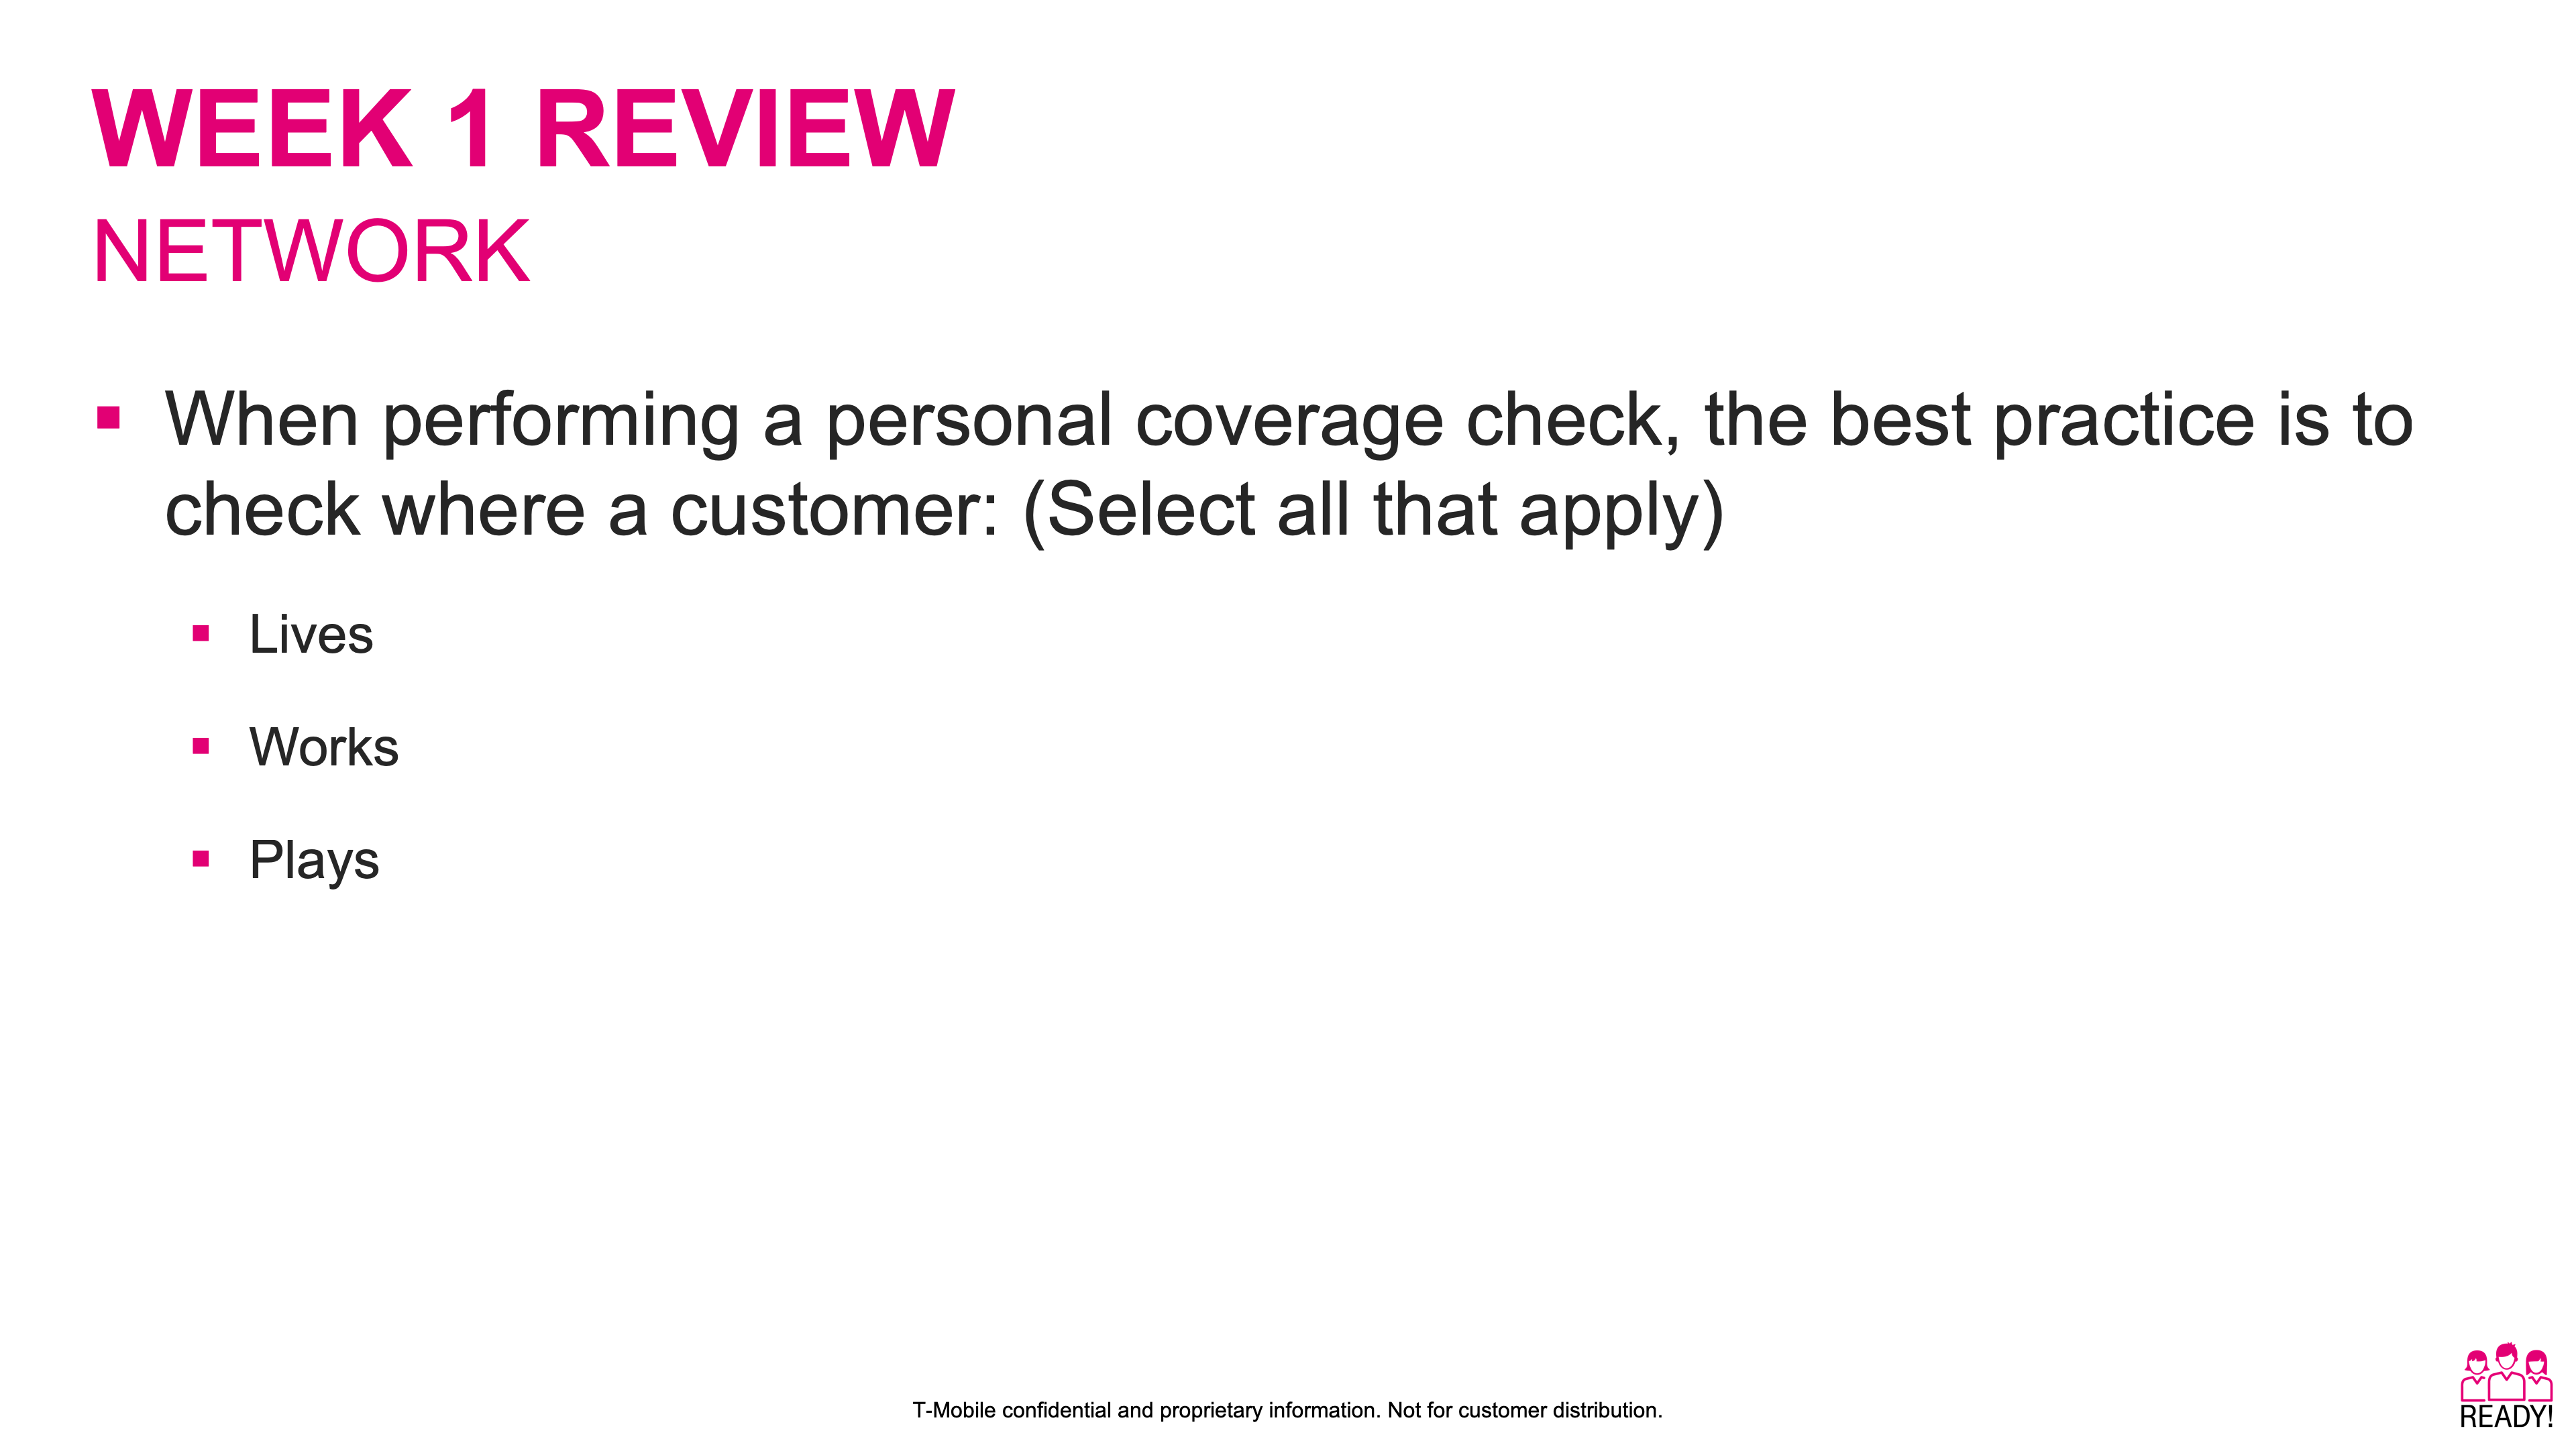 WEEK 1 REVIEW
NETWORK
▪ When performing a personal coverage check, the best practice is to
check where a customer: (Select all that apply)
▪ Lives
▪ Works
▪ Plays
T-Mobile confidential and proprietary information. Not for customer distribution.
READY!